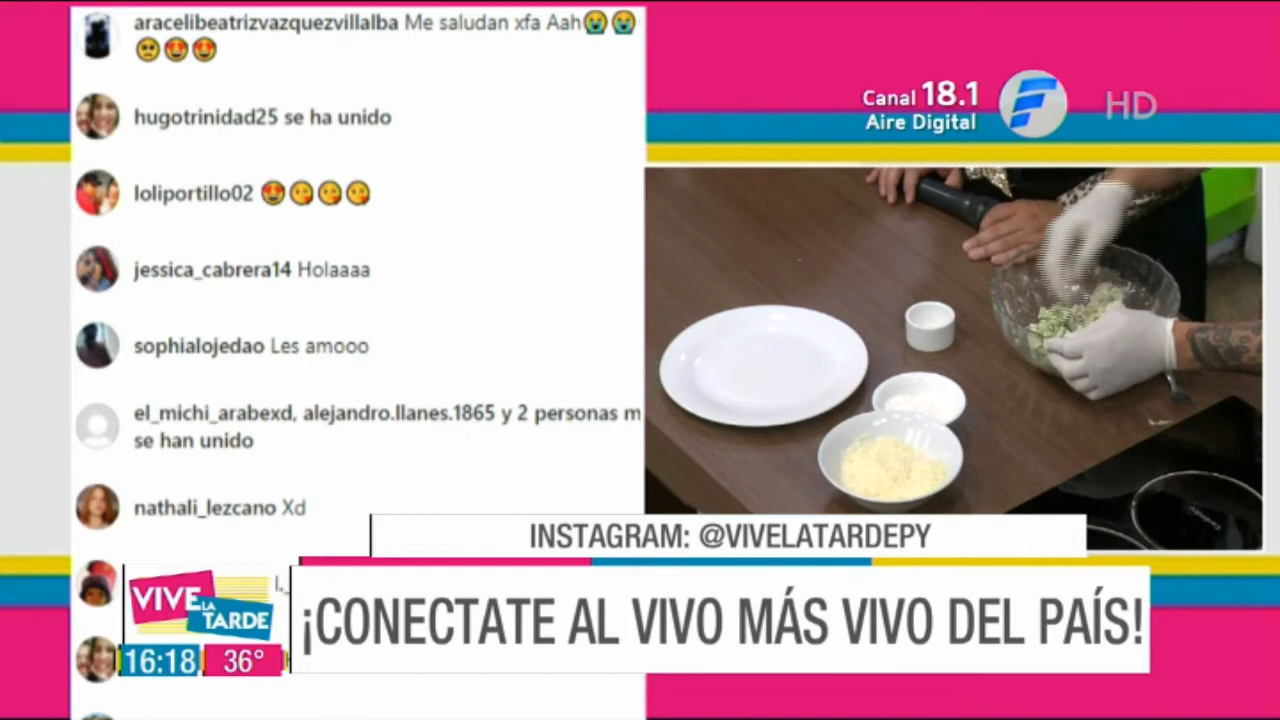 aracelibeatrizvazquezvillalba Me saludan xfa Aah😭😭
🥺😍😍
hugotrinidad25 se ha unido
loliportillo02 😍😘😘😘
jessica_cabrera14 Holaaaa
sophialojedao Les amooo
el_michi_arabexd, alejandro.llanes.1865 y 2 personas m
se han unido
nathali_lezcano Xd
Canal 18.1
Aire Digital
HD
INSTAGRAM: @VIVELATARDEPY
¡CONECTATE AL VIVO MÁS VIVO DEL PAÍS!
VIVE
LA
TARDE
16:18 36°